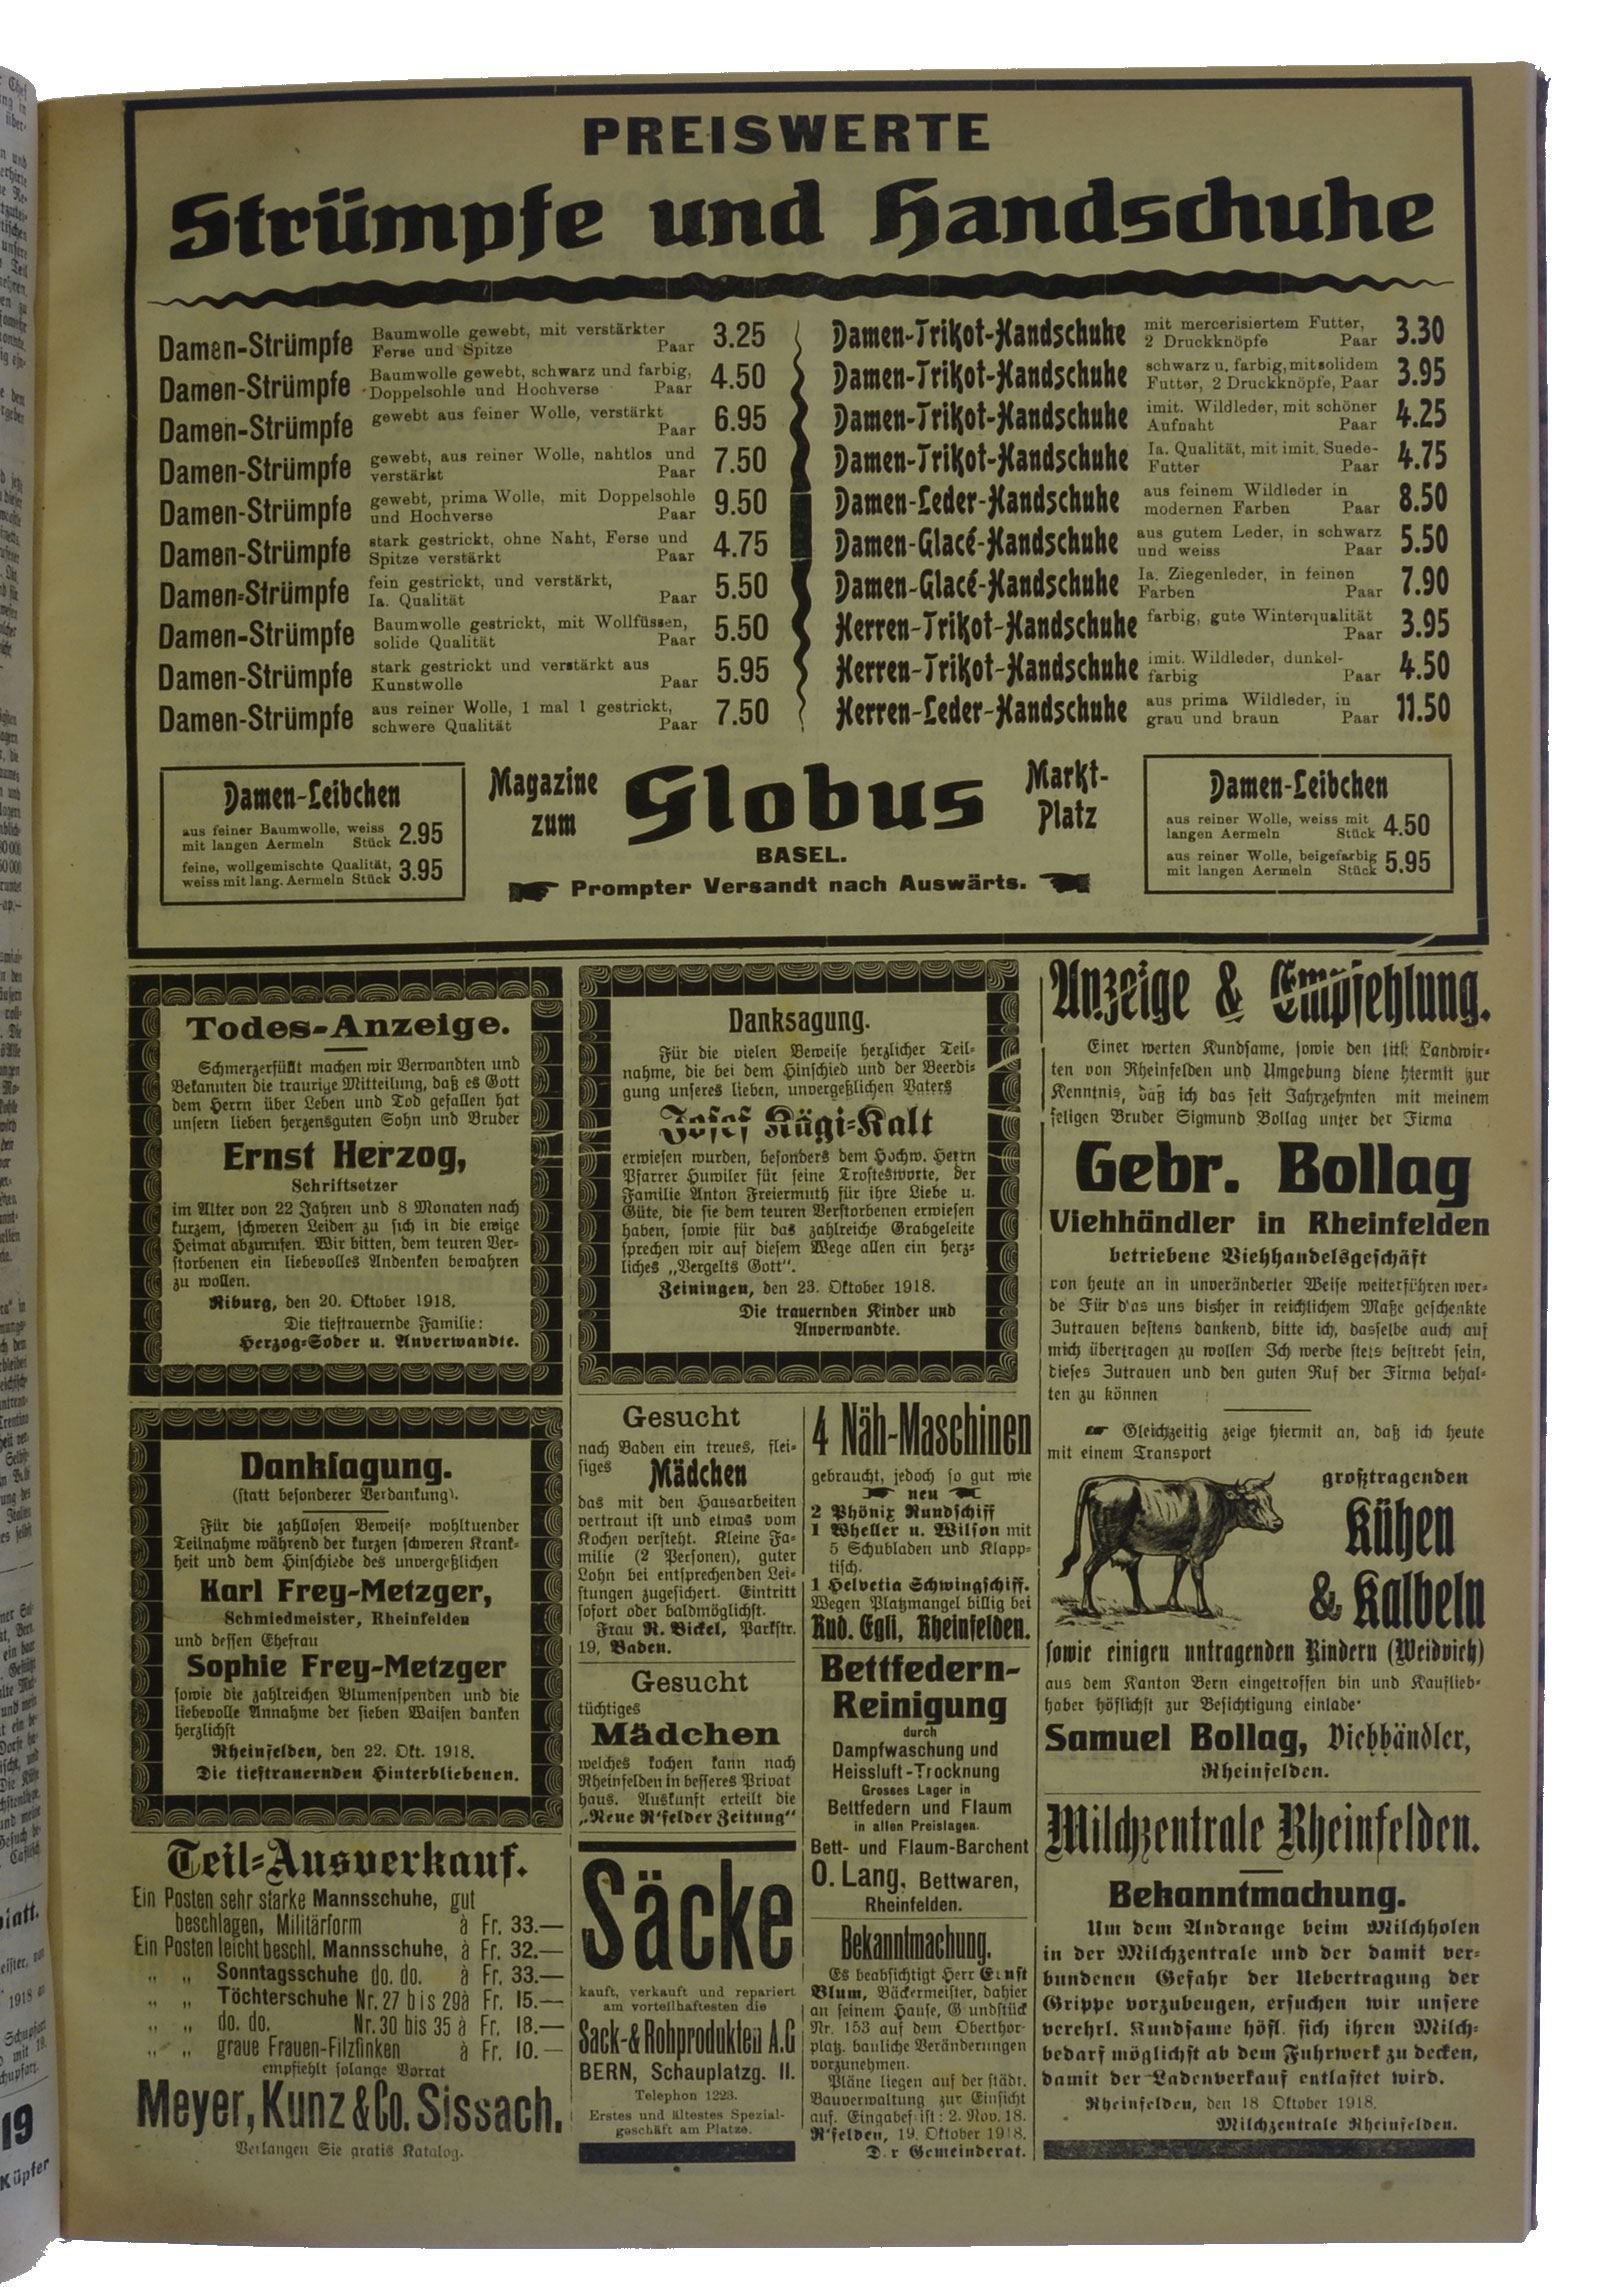 PREISWERTE
Strümpfe und Handschuhe
Damen-Strümpfe Baumwolle gewebt, mit verstärkter
Ferse und Spitze Paar 3.25
Damen-Strümpfe Baumwolle gewebt, schwarz und farbig,
Doppelsohle und Hochverse Paar 4.50
Damen-Strümpfe gewebt aus feiner Wolle, verstärkt
Paar 6.95
Damen-Strümpfe gewebt, aus reiner Wolle, nahtlos und
verstärkt Paar 7.50
Damen-Strümpfe gewebt, prima Wolle, mit Doppelsohle
und Hochverse Paar 9.50
Damen-Strümpfe stark gestrickt, ohne Naht, Ferse und
Spitze verstärkt Paar 4.75
Damen-Strümpfe fein gestrickt, und verstärkt,
Ia. Qualität Paar 5.50
Damen-Strümpfe Baumwolle gestrickt, mit Wollfüssen,
solide Qualität Paar 5.50
Damen-Strümpfe stark gestrickt und verstärkt aus
Kunstwolle Paar 5.95
Damen-Strümpfe aus reiner Wolle, 1 mal 1 gestrickt,
schwere Qualität Paar 7.50
Damen-Trikot-Handschuhe mit mercerisiertem Futter,
2 Druckknöpfe Paar 3.30
Damen-Trikot-Handschuhe schwarz u. farbig, mit solidem
Futter, 2 Druckknöpfe, Paar 3.95
Damen-Trikot-Handschuhe imit. Wildleder, mit schöner
Aufnaht Paar 4.25
Damen-Trikot-Handschuhe Ia. Qualität, mit imit. Suede-
Futter Paar 4.75
Damen-Leder-Handschuhe aus feinem Wildleder in
modernen Farben Paar 8.50
Damen-Glacé-Handschuhe aus gutem Leder, in schwarz
und weiss Paar 5.50
Damen-Glacé-Handschuhe Ia. Ziegenleder, in feinen
Farben Paar 7.90
Herren-Trikot-Handschuhe farbig, gute Winterqualität
Paar 3.95
Herren-Trikot-Handschuhe imit. Wildleder, dunkel-
farbig Paar 4.50
Herren-Leder-Handschuhe aus prima Wildleder, in
grau und braun Paar 11.50
Damen-Leibchen
aus feiner Baumwolle, weiss
mit langen Aermeln Stück 2.95
feine, wollgemischte Qualität,
weiss mit lang. Aermeln Stück 3.95
Magazine
zum
Globus
Markt-
Platz
BASEL.
Prompter Versandt nach Auswärts.
Damen-Leibchen
aus reiner Wolle, weiss mit
langen Aermeln Stück 4.50
aus reiner Wolle, beigefarbig
mit langen Aermeln Stück 5.95
Todes-Anzeige.
Schmerzerfüllt machen wir Verwandten und
Bekannten die traurige Mitteilung, daß es Gott
dem Herrn über Leben und Tod gefallen hat
unsern lieben herzensguten Sohn und Bruder
Ernst Herzog,
Schriftsetzer
im Alter von 22 Jahren und 8 Monaten nach
kurzem, schweren Leiden zu sich in die ewige
Heimat abzurufen. Wir bitten, dem teuren Ver-
storbenen ein liebevolles Andenken bewahren
zu wollen.
Riburg, den 20. Oktober 1918.
Die tieftrauernde Familie:
Herzog-Soder u. Anverwandte.
Danksagung.
(statt besonderer Verdankung).
Für die zahllosen Beweise wohltuender
Teilnahme während der kurzen schweren Krank-
heit und dem Hinschiede des unvergeßlichen
Karl Frey-Metzger,
Schmiedmeister, Rheinfelden
und dessen Ehefrau
Sophie Frey-Metzger
sowie die zahlreichen Blumenspenden und die
liebevolle Annahme der sieben Waisen danken
herzlichst
Rheinfelden, den 22. Okt. 1918.
Die tieftrauernden Hinterbliebenen.
Teil-Ausverkauf.
Ein Posten sehr starke Mannsschuhe, gut
beschlagen, Militärform à Fr. 33.—
Ein Posten leicht beschl. Mannsschuhe, à Fr. 32.—
" " Sonntagsschuhe do. do. à Fr. 33.—
" " Töchterschuhe Nr. 27 bis 29 à Fr. 15.—
" " do. do. Nr. 30 bis 35 à Fr. 18.—
" " graue Frauen-Filzfinken à Fr. 10.—
empfiehlt solange Vorrat
Meyer, Kunz & Co. Sissach.
Verlangen Sie gratis Katalog.
Danksagung.
Für die vielen Beweise herzlicher Teil-
nahme, die bei dem Hinschied und der Beerdi-
gung unseres lieben, unvergeßlichen Vaters
Josef Kägi-Kalt
erwiesen wurden, besonders dem Hochw. Herrn
Pfarrer Huwiler für seine Trostesworte, der
Familie Anton Freiermuth für ihre Liebe u.
Güte, die sie dem teuren Verstorbenen erwiesen
haben, sowie für das zahlreiche Grabgeleite
sprechen wir auf diesem Wege allen ein herz-
liches „Vergelts Gott“.
Zeiningen, den 23. Oktober 1918.
Die trauernden Kinder und
Anverwandte.
Gesucht
nach Baden ein treues, flei-
siges Mädchen
das mit den Hausarbeiten
vertraut ist und etwas vom
Kochen versteht. Kleine Fa-
milie (2 Personen), guter
Lohn bei entsprechenden Lei-
stungen zugesichert. Eintritt
sofort oder baldmöglichst.
Frau R. Bickel, Parkstr.
19, Baden.
Gesucht
tüchtiges
Mädchen
welches kochen kann nach
Rheinfelden in besseres Privat
haus. Auskunft erteilt die
„Neue R'felder Zeitung“
Säcke
kauft, verkauft und repariert
am vorteilhaftesten die
Sack- & Rohprodukten A.G
BERN, Schauplatzg. II.
Telephon 1223.
Erstes und ältestes Spezial-
geschäft am Platze.
4 Näh-Maschinen
gebraucht, jedoch so gut wie
neu
2 Phönix Rundschiff
1 Wheller u. Wilson mit
5 Schubladen und Klapp-
tisch.
1 Helvetia Schwingschiff.
Wegen Platzmangel billig bei
Rud. Egli, Rheinfelden.
Bettfedern-
Reinigung
durch
Dampfwaschung und
Heissluft-Trocknung
Grosses Lager in
Bettfedern und Flaum
in allen Preislagen.
Bett- und Flaum-Barchent
O. Lang, Bettwaren,
Rheinfelden.
Bekanntmachung.
Es beabsichtigt Herr Ernst
Blum, Bäckermeister, dahier
an seinem Hause, G undstück
Nr. 153 auf dem Oberthor-
platz, bauliche Veränderungen
vorzunehmen.
Pläne liegen auf der städt.
Bauverwaltung zur Einsicht
auf. Eingabefrist: 2. Nov. 18.
R'felden, 19. Oktober 1918.
D.r Gemeinderat.
Anzeige & Empfehlung.
Einer werten Kundsame, sowie den titl. Landwir-
ten von Rheinfelden und Umgebung diene hiermit zur
Kenntnis, daß ich das seit Jahrzehnten mit meinem
seligen Bruder Sigmund Bollag unter der Firma
Gebr. Bollag
Viehhändler in Rheinfelden
betriebene Viehhandelsgeschäft
von heute an in unveränderter Weise weiterführen wer-
de Für das uns bisher in reichlichem Maße geschenkte
Zutrauen bestens dankend, bitte ich, dasselbe auch auf
mich übertragen zu wollen Ich werde stets bestrebt sein,
dieses Zutrauen und den guten Ruf der Firma behal-
ten zu können
Gleichzeitig zeige hiermit an, daß ich heute
mit einem Transport
großtragenden
Kühen
& Kalbeln
sowie einigen untragenden Rindern (Weidvieh)
aus dem Kanton Bern eingetroffen bin und Kauflieb-
haber höflichst zur Besichtigung einlade.
Samuel Bollag, Viehhändler,
Rheinfelden.
Milchzentrale Rheinfelden.
Bekanntmachung.
Um dem Andrange beim Milchholen
in der Milchzentrale und der damit ver-
bundenen Gefahr der Uebertragung der
Grippe vorzubeugen, ersuchen wir unsere
verehrl. Kundsame höfl. sich ihren Milch-
bedarf möglichst ab dem Fuhrwerk zu decken,
damit der Ladenverkauf entlastet wird.
Rheinfelden, den 18 Oktober 1918.
Milchzentrale Rheinfelden.